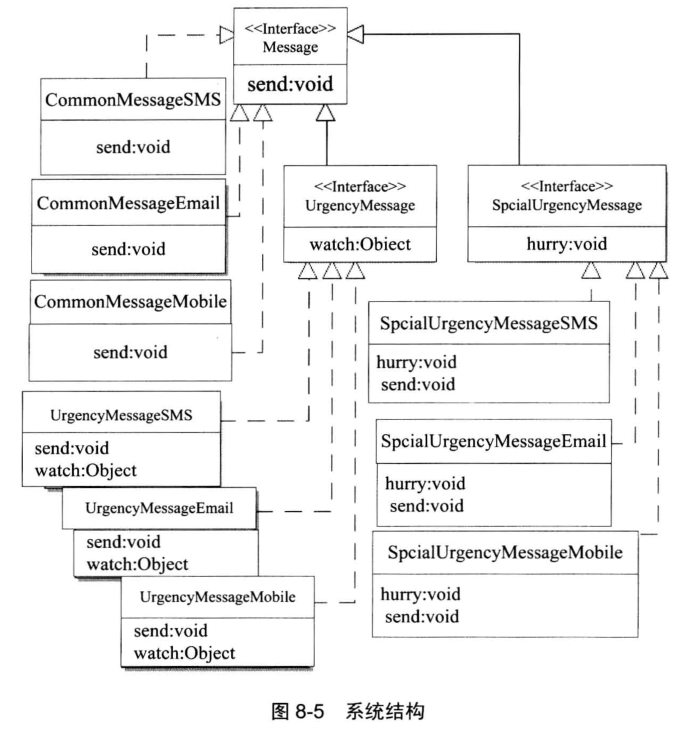 <<Interface>>
Message
send:void
CommonMessageSMS
send:void
CommonMessageEmail
send:void
CommonMessageMobile
send:void
<<Interface>>
UrgencyMessage
watch:Object
<<Interface>>
SpcialUrgencyMessage
hurry:void
SpcialUrgencyMessageSMS
hurry:void
send:void
SpcialUrgencyMessageEmail
hurry:void
send:void
SpcialUrgencyMessageMobile
hurry:void
send:void
UrgencyMessageSMS
send:void
watch:Object
UrgencyMessageEmail
send:void
watch:Object
UrgencyMessageMobile
send:void
watch:Object
图 8-5 系统结构